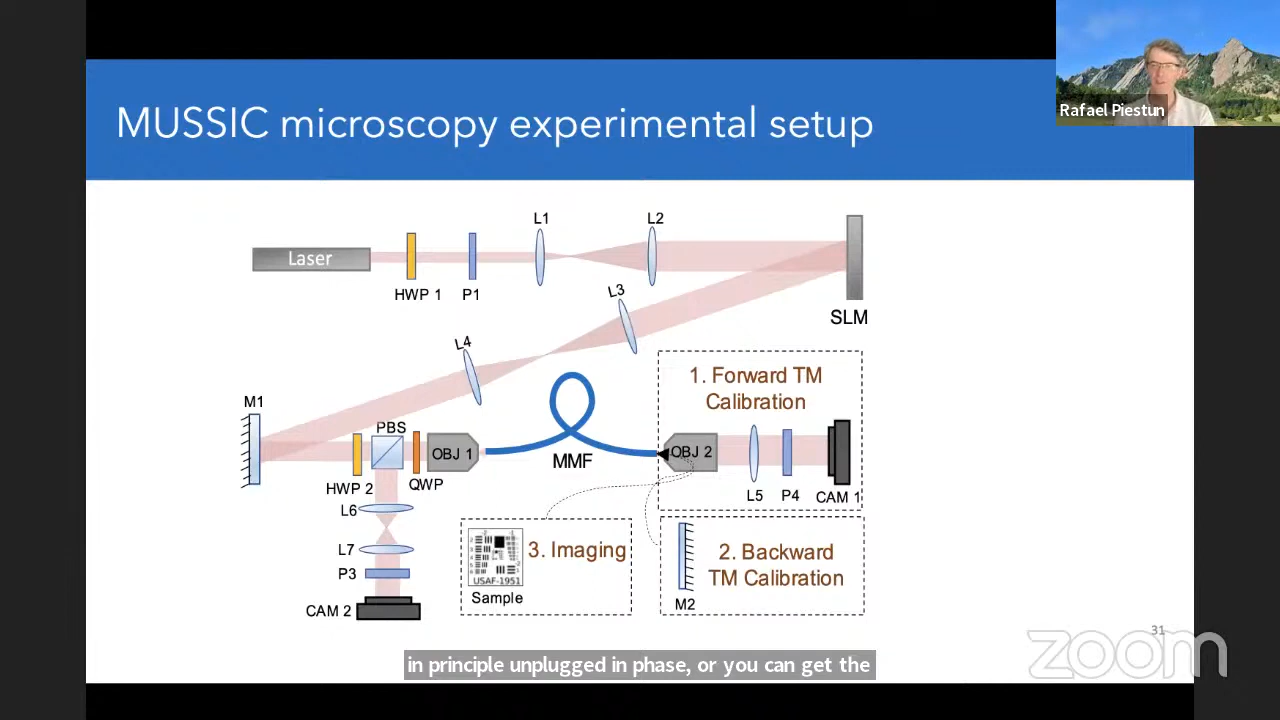 MUSSIC microscopy experimental setup
Rafael Piestun
Laser
HWP 1
P1
L1
L2
SLM
L3
L4
M1
PBS
HWP 2
QWP
OBJ 1
MMF
OBJ 2
1. Forward TM
Calibration
L5
P4
CAM 1
L6
L7
P3
CAM 2
3. Imaging
USAF-1951
Sample
2. Backward
TM Calibration
M2
31
zoom
in principle unplugged in phase, or you can get the